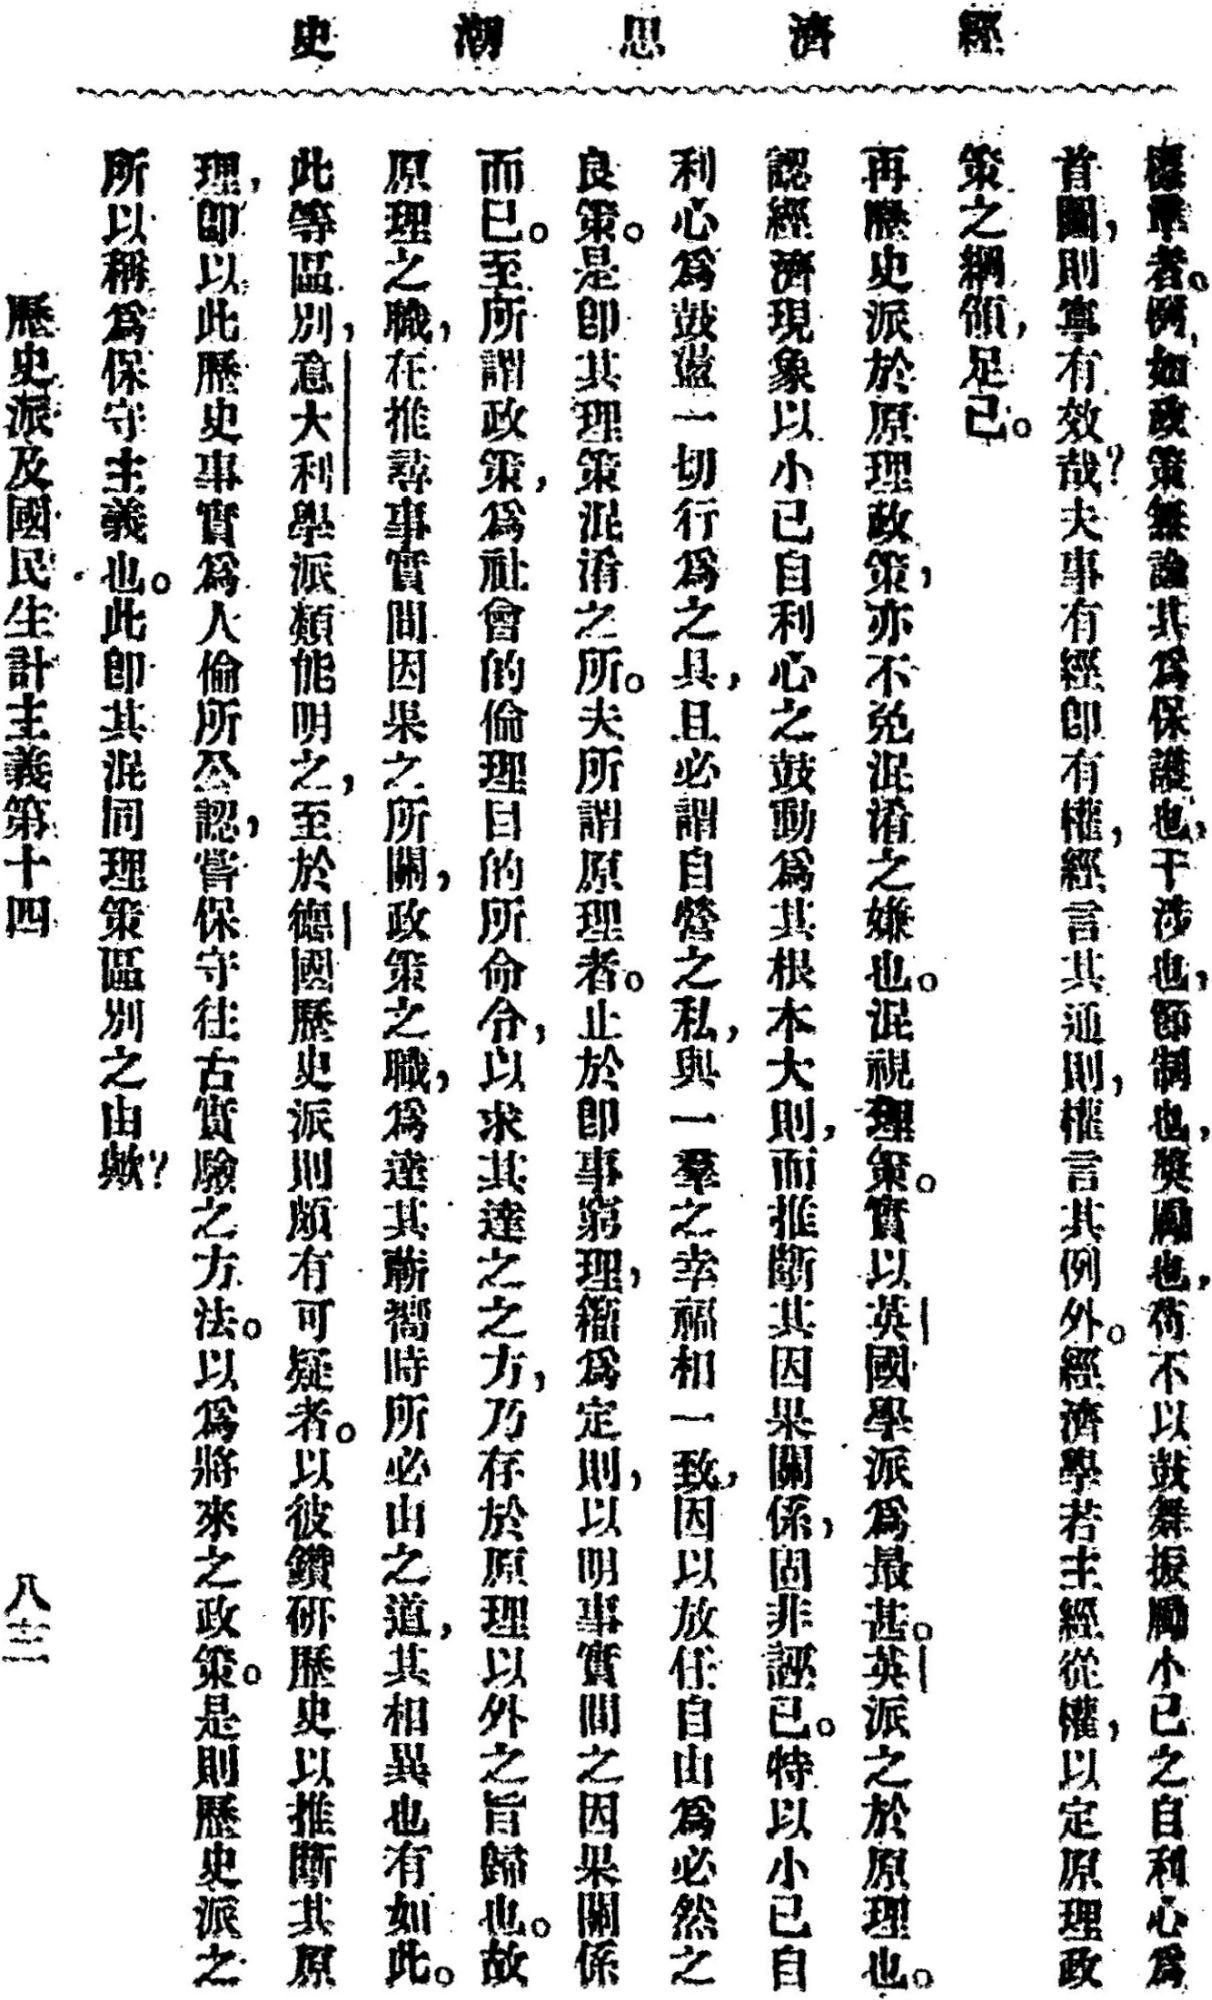 經濟思潮史
標準者。例如政策無論其爲保護也,干涉也,節制也,獎勵也,苟不以鼓舞振勵小已之自利心爲
首圖,則寧有效哉?夫事有經卽有權,經言其通則,權言其例外。經濟學若主經從權,以定原理政
策之綱領,足已。
再歷史派於原理政策,亦不免混淆之嫌也。混視理策。實以英國學派爲最甚。英派之於原理也。
認經濟現象以小已自利心之鼓動爲其根本大則,而推斷其因果關係,固非誣已。特以小已自
利心爲鼓盪一切行爲之具,且必謂自營之私,與一羣之幸福相一致,因以放任自由爲必然之
良策。是卽其理策混淆之所。夫所謂原理者。止於卽事窮理,籀爲定則,以明事實間之因果關係
而已。至所謂政策,爲社會的倫理目的所命令,以求其達之之方,乃存於原理以外之旨歸也。故
原理之職,在推尋事實間因果之所關,政策之職,爲達其蘄嚮時所必由之道,其相異也有如此。
此等區別,意大利學派類能明之,至於德國歷史派則頗有可疑者。以彼鑽研歷史以推斷其原
理,卽以此歷史事實爲人倫所公認,嘗保守往古實驗之方法。以爲將來之政策。是則歷史派之
所以稱爲保守主義也。此卽其混同理策區別之由歟?
歷史派及國民生計主義第十四
八三